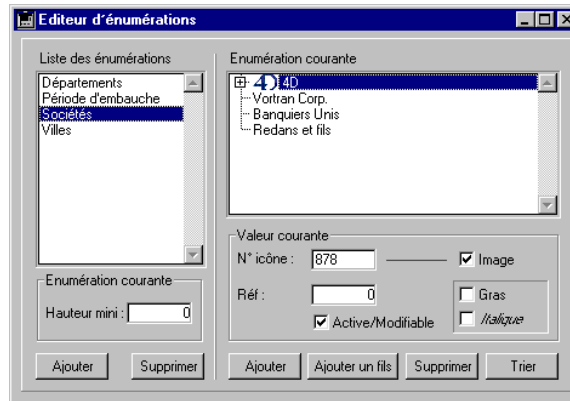 Editeur d'énumérations
Liste des énumérations
Départements
Période d'embauche
Sociétés
Villes
Enumération courante
Hauteur mini : 0
Ajouter Supprimer
Enumération courante
4D 4D
Vortran Corp.
Banquiers Unis
Redans et fils
Valeur courante
N° icône : 878 Image
Réf : 0 Gras
Active/Modifiable Italique
Ajouter Ajouter un fils Supprimer Trier